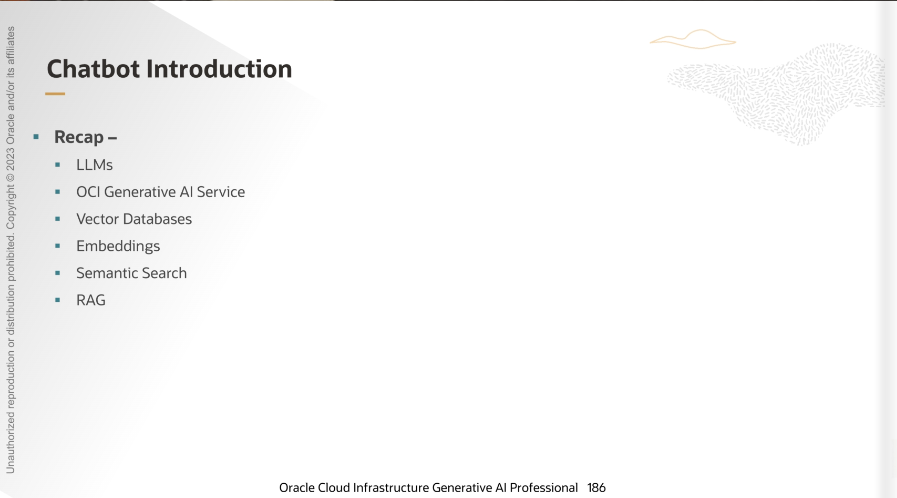 Chatbot Introduction
Recap –
LLMs
OCI Generative AI Service
Vector Databases
Embeddings
Semantic Search
RAG
Unauthorized reproduction or distribution prohibited. Copyright © 2023 Oracle and/or its affiliates
Oracle Cloud Infrastructure Generative AI Professional 186